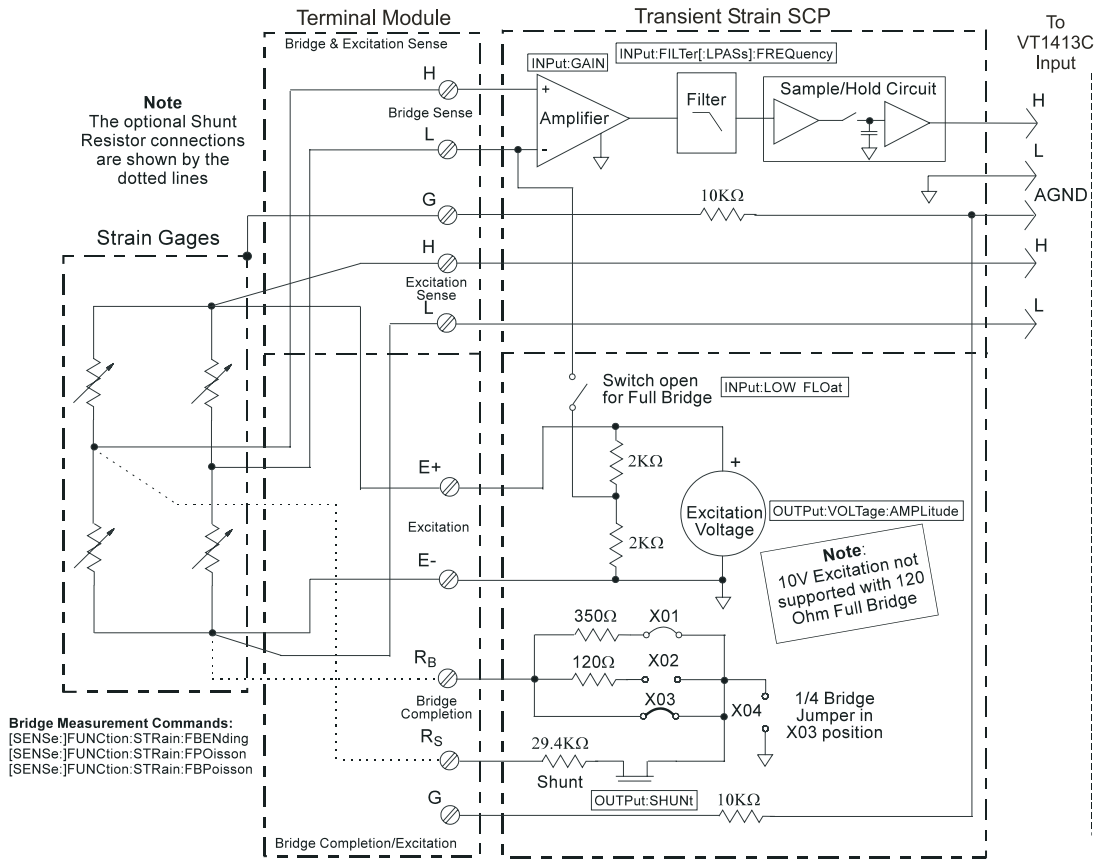 Terminal Module
Transient Strain SCP
To
VT1413C
Input
Bridge & Excitation Sense
INPut:GAIN
INPut:FILTer[:LPASs]:FREQuency
H
Note
The optional Shunt
Resistor connections
are shown by the
dotted lines
Bridge Sense
L
+
-
Amplifier
Filter
Sample/Hold Circuit
H
L
AGND
G
10KΩ
Strain Gages
H
Excitation
Sense
L
H
L
Switch open
for Full Bridge
INPut:LOW FLOat
E+
2KΩ
+
Excitation
Voltage
OUTPut:VOLTage:AMPLitude
Excitation
2KΩ
E-
Note:
10V Excitation not
supported with 120
Ohm Full Bridge
350Ω
X01
RB
120Ω
X02
Bridge
Completion
X03
X04
1/4 Bridge
Jumper in
X03 position
RS
29.4KΩ
Shunt
OUTPut:SHUNt
G
10KΩ
Bridge Completion/Excitation
Bridge Measurement Commands:
[SENSe:]FUNCtion:STRain:FBENding
[SENSe:]FUNCtion:STRain:FPOisson
[SENSe:]FUNCtion:STRain:FBPoisson